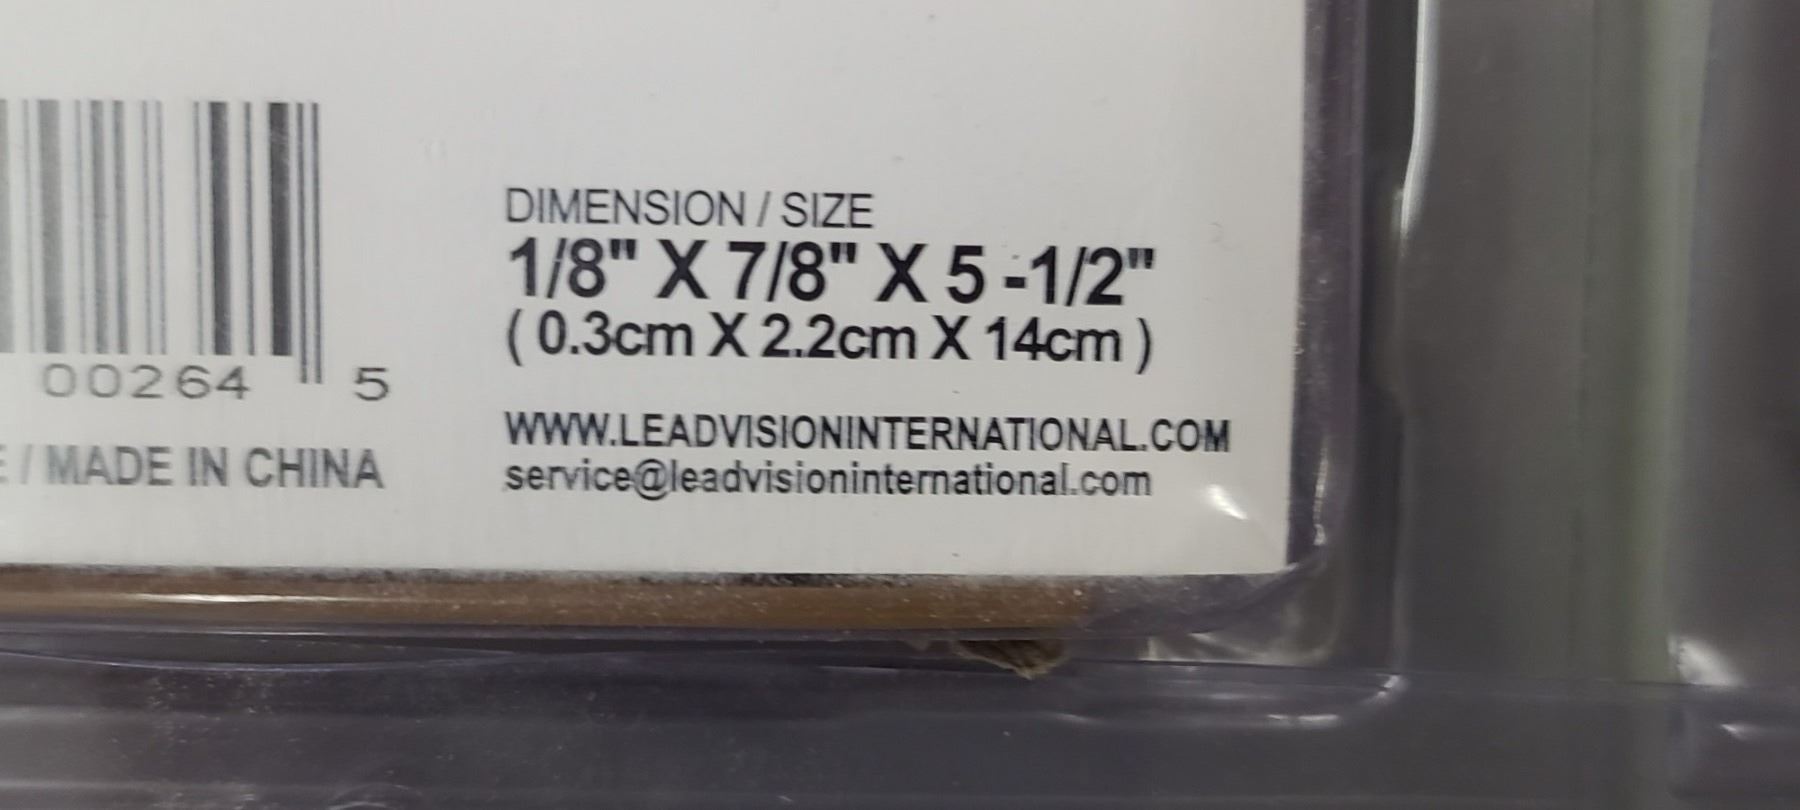 DIMENSION / SIZE
1/8" X 7/8" X 5 -1/2"
( 0.3cm X 2.2cm X 14cm )
00264 5
WWW.LEADVISIONINTERNATIONAL.COM
/ MADE IN CHINA
service@leadvisioninternational.com